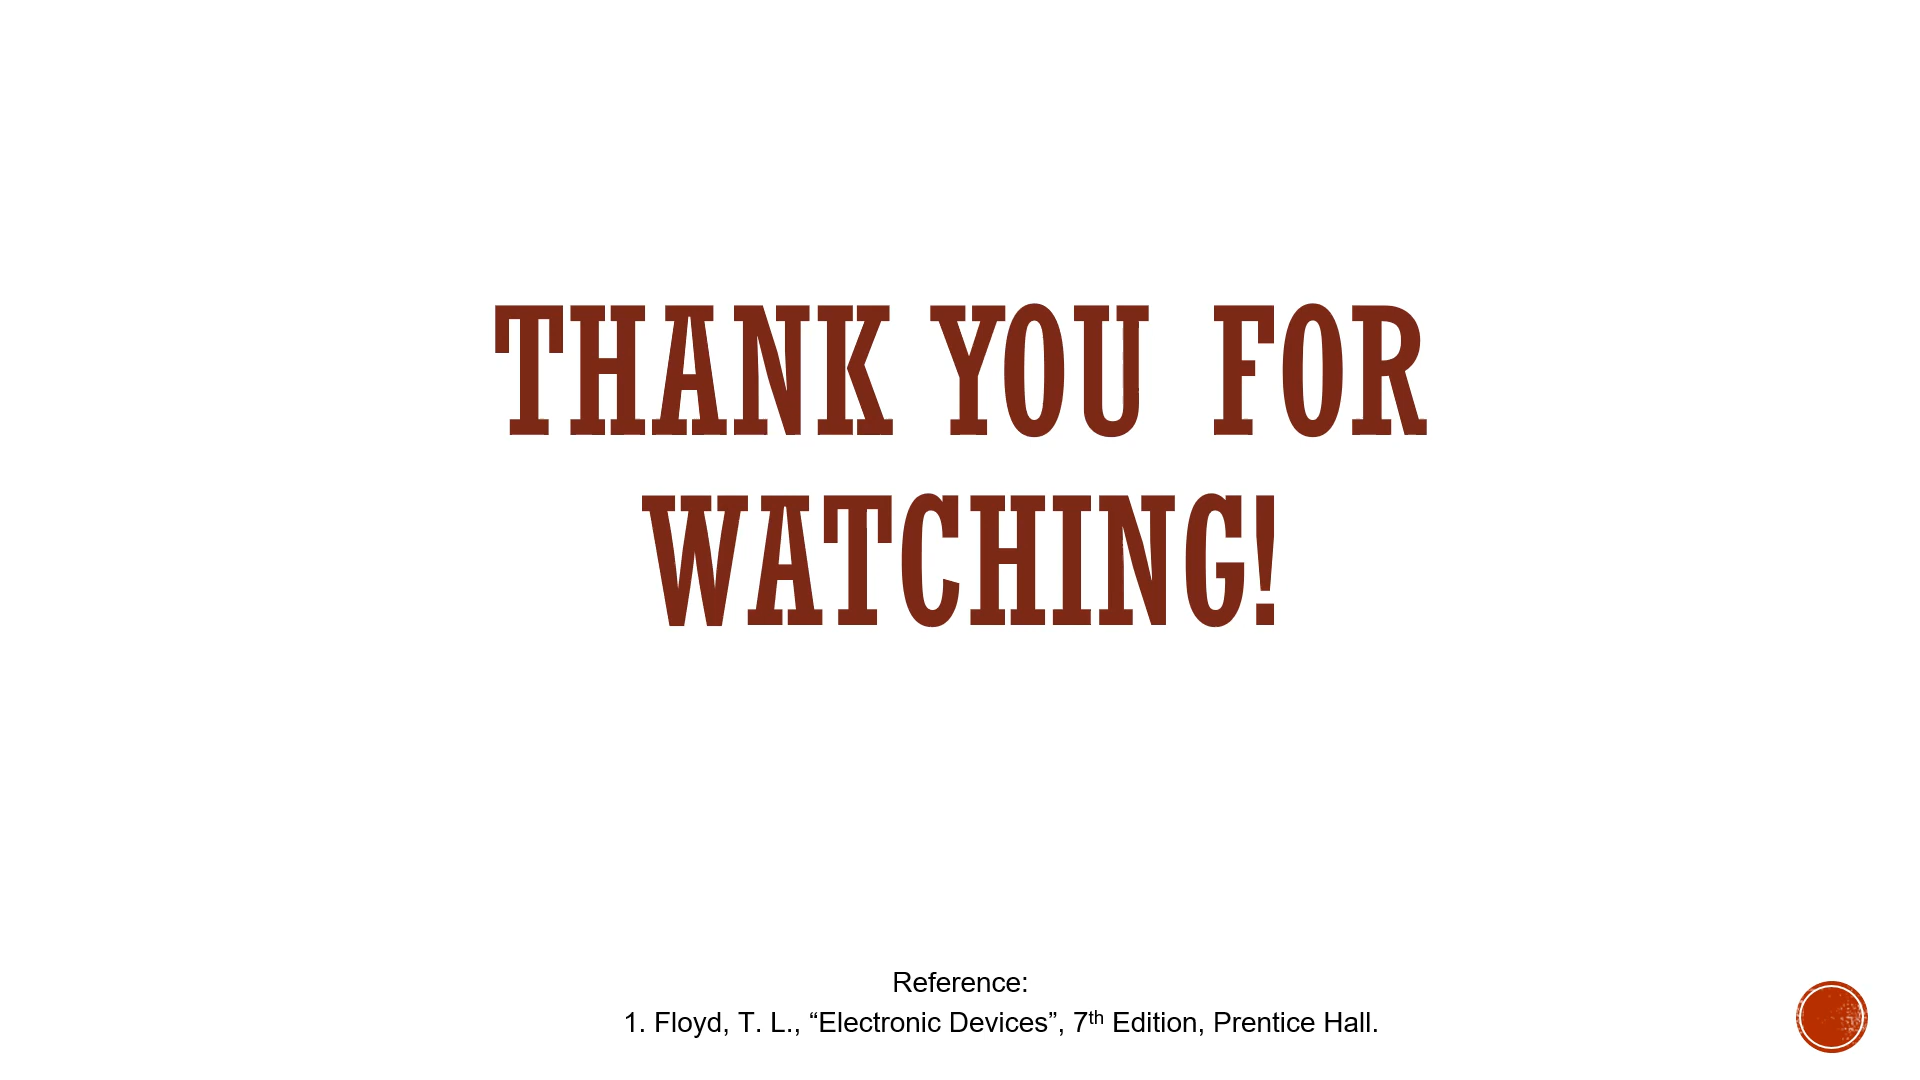 THANK YOU FOR
WATCHING!
Reference:
1. Floyd, T. L., “Electronic Devices”, 7th Edition, Prentice Hall.